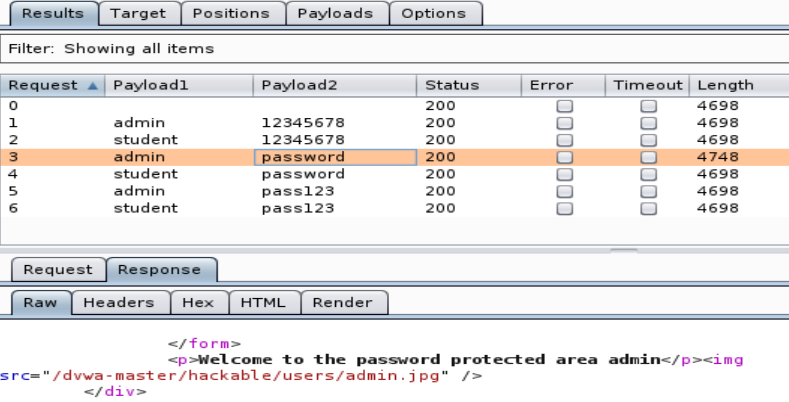 Results Target Positions Payloads Options
Filter: Showing all items
Request Payload1 Payload2 Status Error Timeout Length
0 200 4698
1 admin 12345678 200 4698
2 student 12345678 200 4698
3 admin password 200 4748
4 student password 200 4698
5 admin pass123 200 4698
6 student pass123 200 4698
Request Response
Raw Headers Hex HTML Render
</form>
<p>Welcome to the password protected area admin</p><img
src="/dvwa-master/hackable/users/admin.jpg" />
</div>